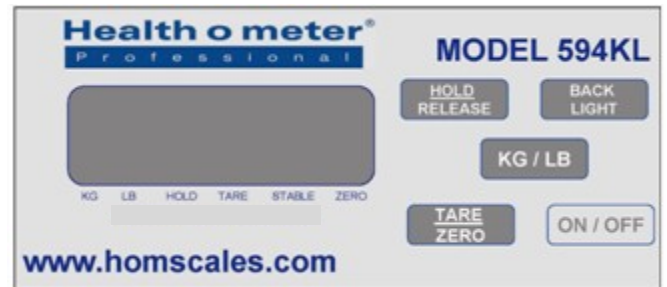 Health o meter®
Professional
MODEL 594KL
HOLD
RELEASE
BACK
LIGHT
KG / LB
KG LB HOLD TARE STABLE ZERO
TARE
ZERO
ON / OFF
www.homscales.com